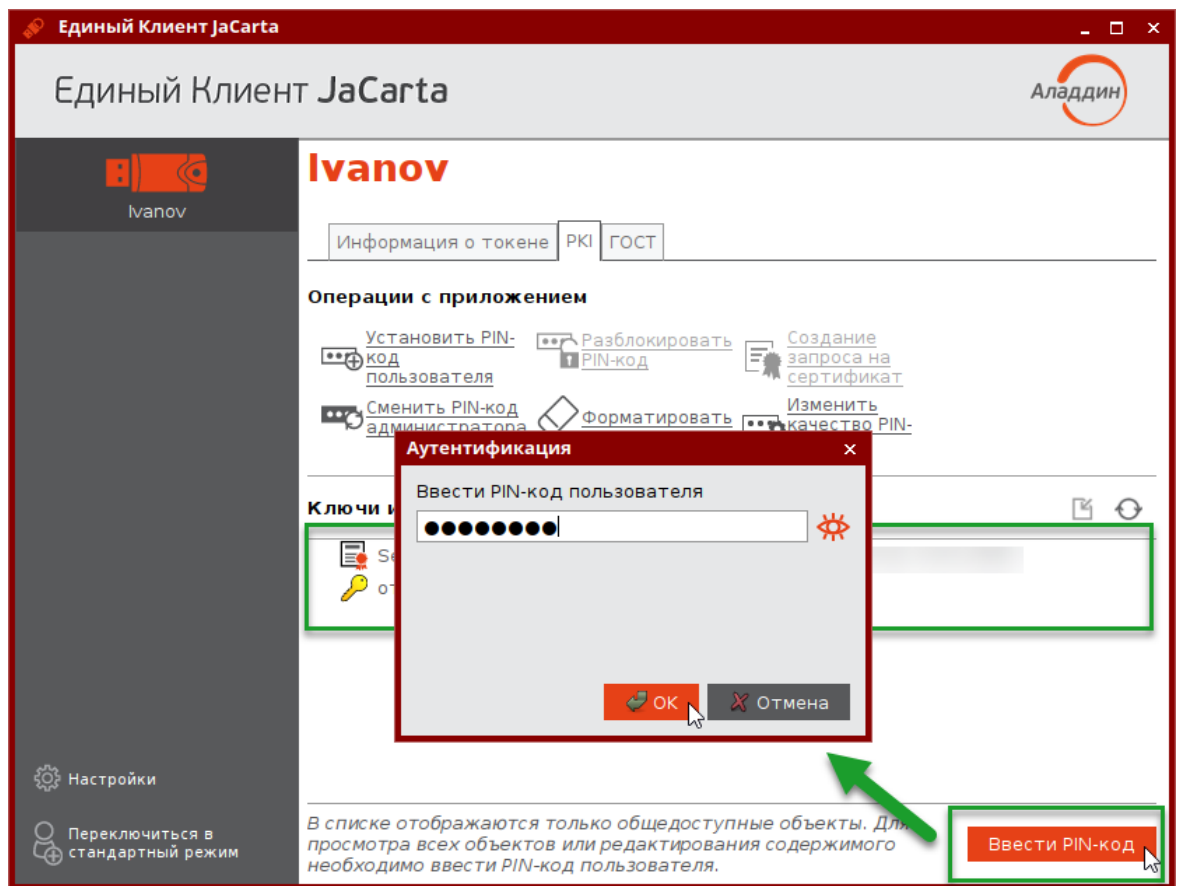 Единый Клиент JaCarta
Единый Клиент JaCarta
Аладдин
Ivanov
Ivanov
Информация о токене
PKI
ГОСТ
Операции с приложением
Установить PIN-
код
пользователя
Разблокировать
PIN-код
Создание
запроса на
сертификат
Сменить PIN-код
администратора
Форматировать
Изменить
качество PIN-
Ключи и
Аутентификация
Ввести PIN-код пользователя
ОК
Отмена
Настройки
Переключиться в
стандартный режим
В списке отображаются только общедоступные объекты. Для
просмотра всех объектов или редактирования содержимого
необходимо ввести PIN-код пользователя.
Ввести PIN-код